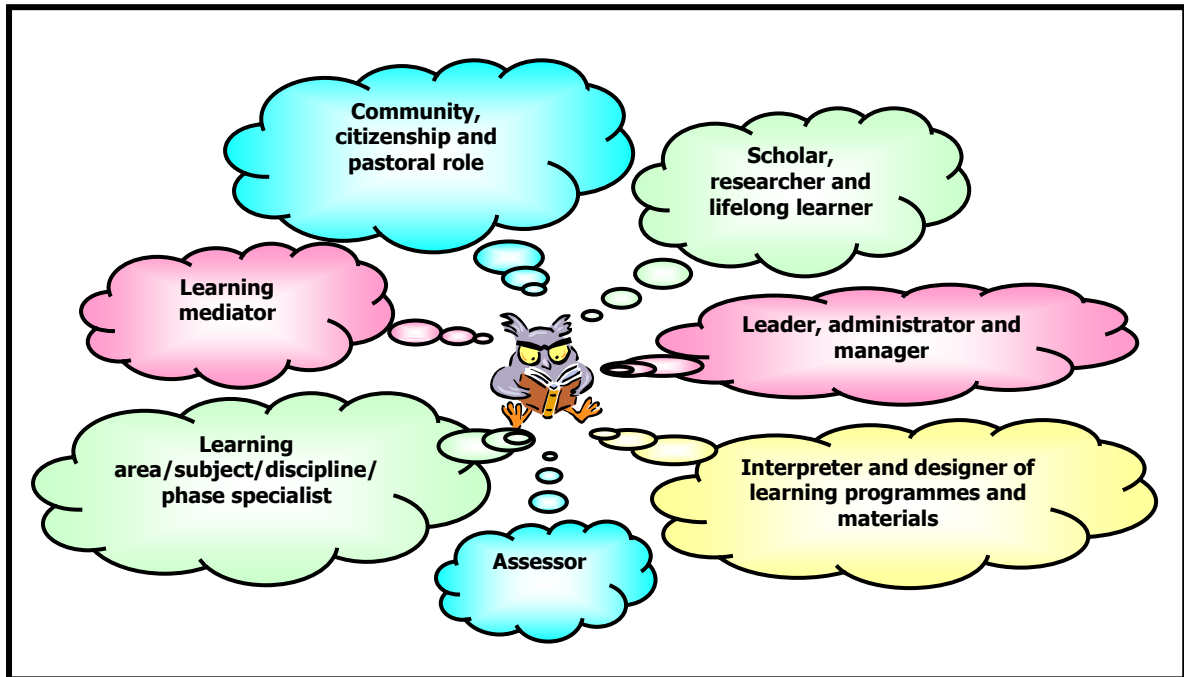 Community,
citizenship and
pastoral role
Scholar,
researcher and
lifelong learner
Learning
mediator
Leader, administrator and
manager
Learning
area/subject/discipline/
phase specialist
Interpreter and designer of
learning programmes and
materials
Assessor